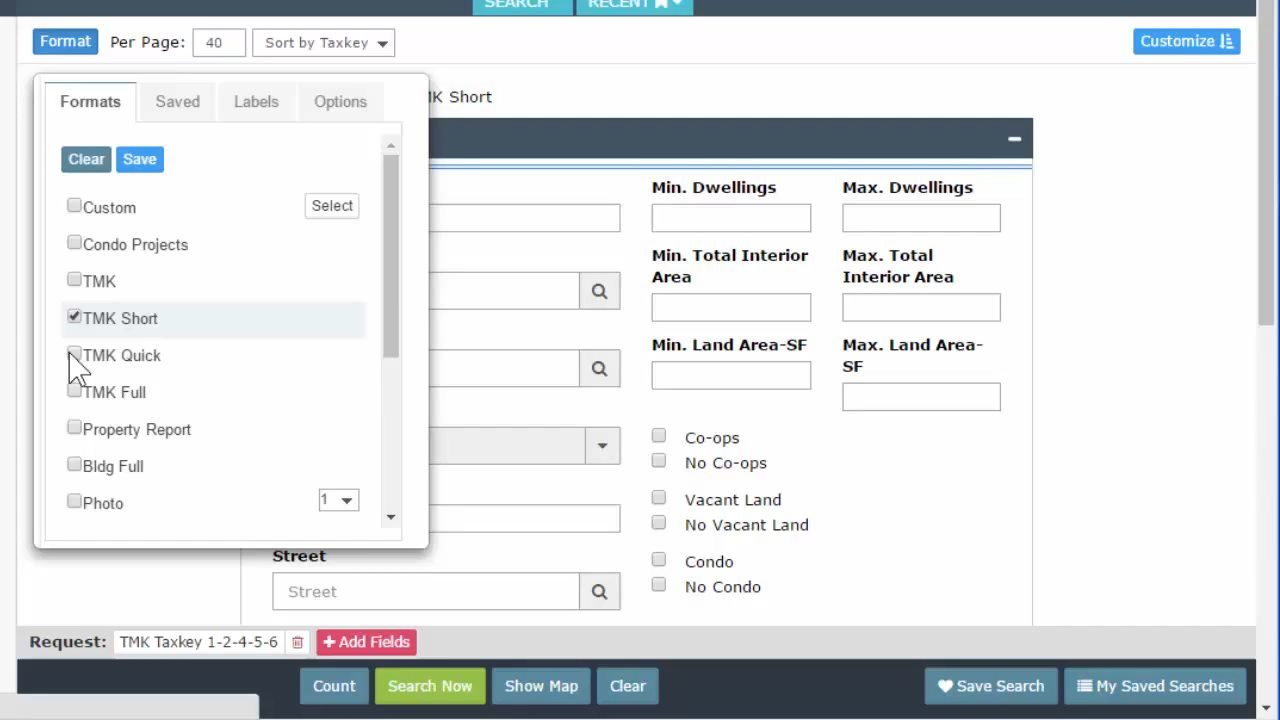 SEARCH RECENT
Format Per Page: 40 Sort by Taxkey Customize
Formats Saved Labels Options
K Short
Clear Save
Custom Select
Condo Projects
TMK
TMK Short
TMK Quick
TMK Full
Property Report
Bldg Full
Photo 1
Min. Dwellings Max. Dwellings
Min. Total Interior
Area
Max. Total
Interior Area
Min. Land Area-SF
Max. Land Area-
SF
Co-ops
No Co-ops
Vacant Land
No Vacant Land
Condo
No Condo
Street
Street
Request: TMK Taxkey 1-2-4-5-6 Add Fields
Count Search Now Show Map Clear Save Search My Saved Searches